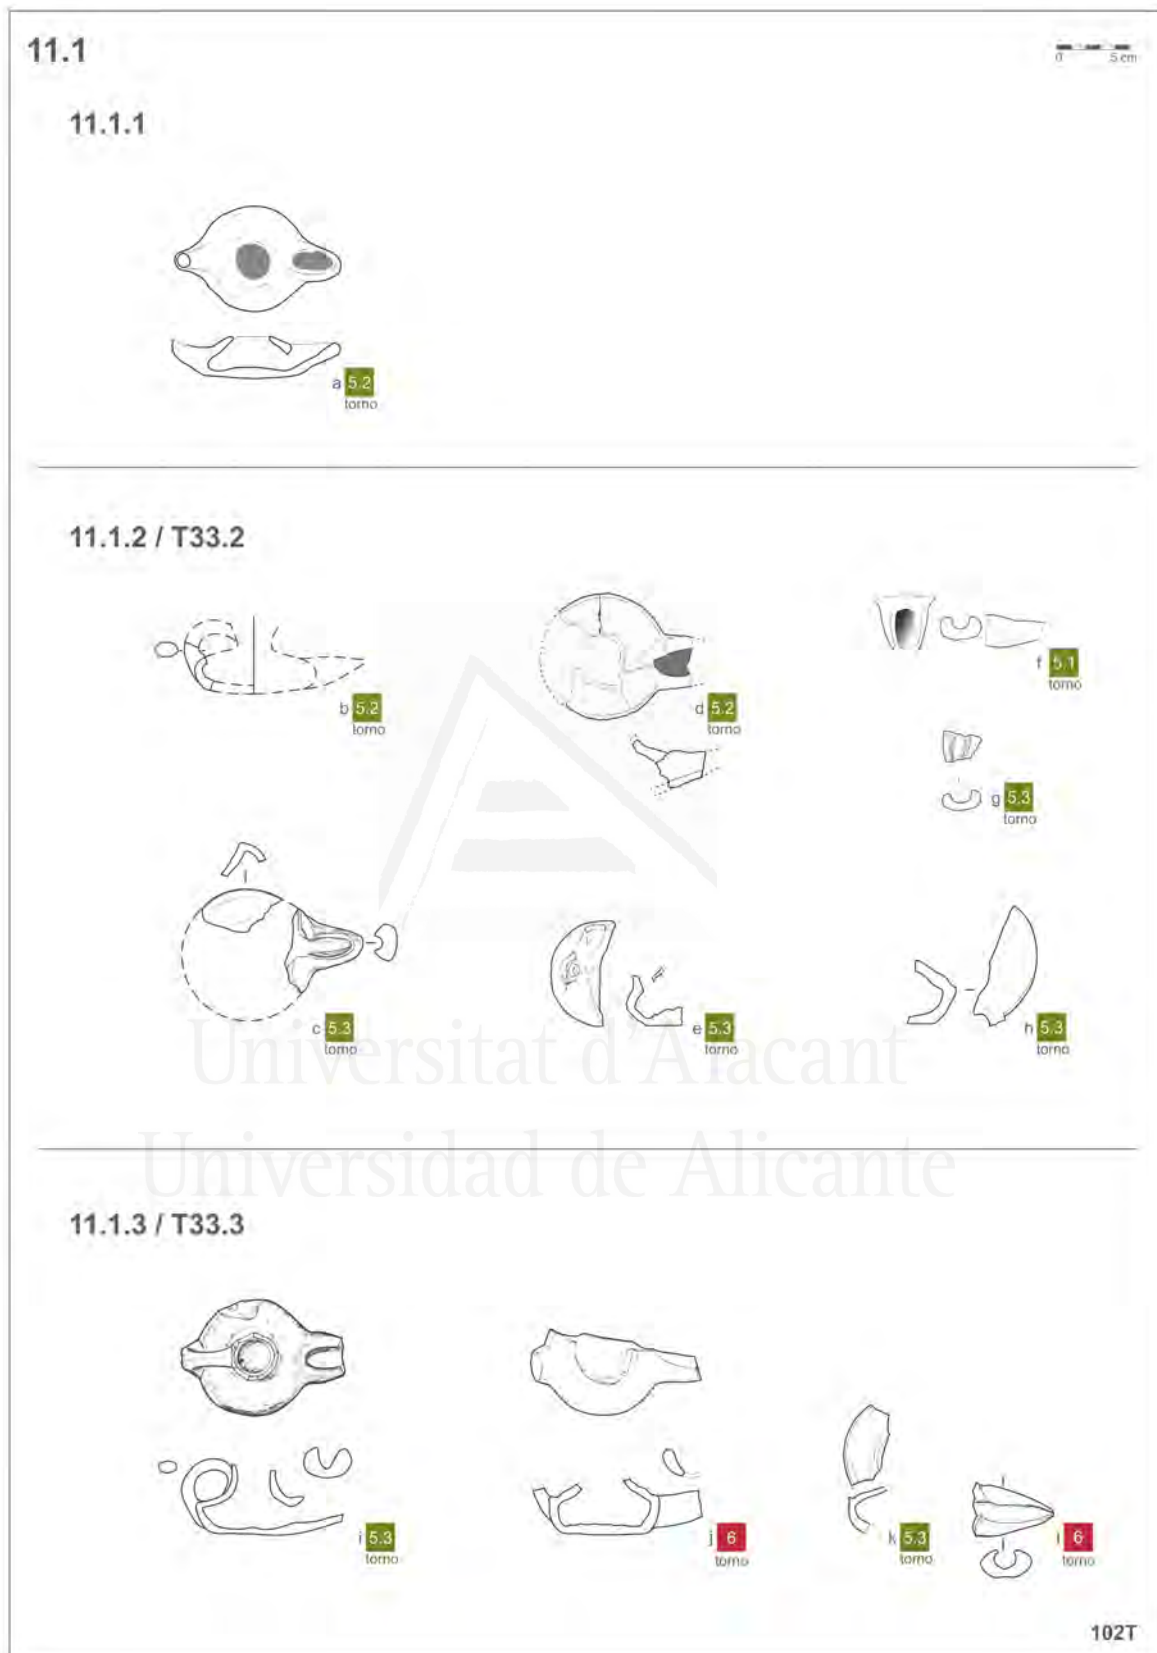 11.1
0 5 cm
11.1.1
a 5.2
torno
11.1.2 / T33.2
b 5.2
torno
d 5.2
torno
f 5.1
torno
g 5.3
torno
c 5.3
torno
e 5.3
torno
h 5.3
torno
Universitat d'Alacant
Universidad de Alicante
11.1.3 / T33.3
i 5.3
torno
j 6
torno
k 5.3
torno
l 6
torno
102T